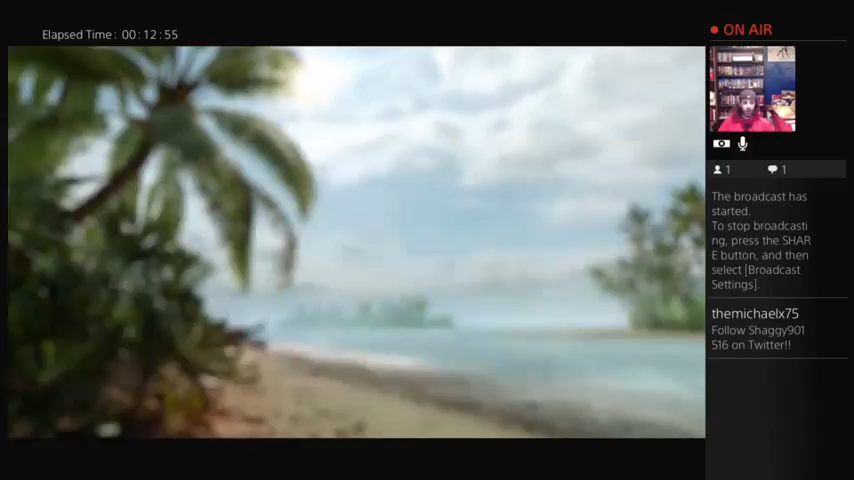 Elapsed Time: 00:12:55
ON AIR
1
1
The broadcast has
started.
To stop broadcasti
ng, press the SHAR
E button, and then
select [Broadcast
Settings].
themichaelx75
Follow Shaggy901
516 on Twitter!!